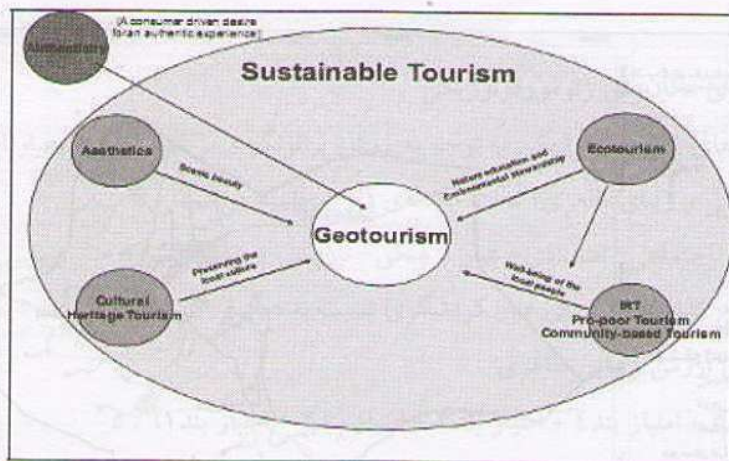 (A consumer driven desire
for an authentic experience)
Authenticity
Sustainable Tourism
Aesthetics
Scenic beauty
Ecotourism
Nature education and
Environmental stewardship
Geotourism
Preserving the
local culture
Cultural
Heritage Tourism
Well-being of the
local people
Pro-poor Tourism
Community-based Tourism